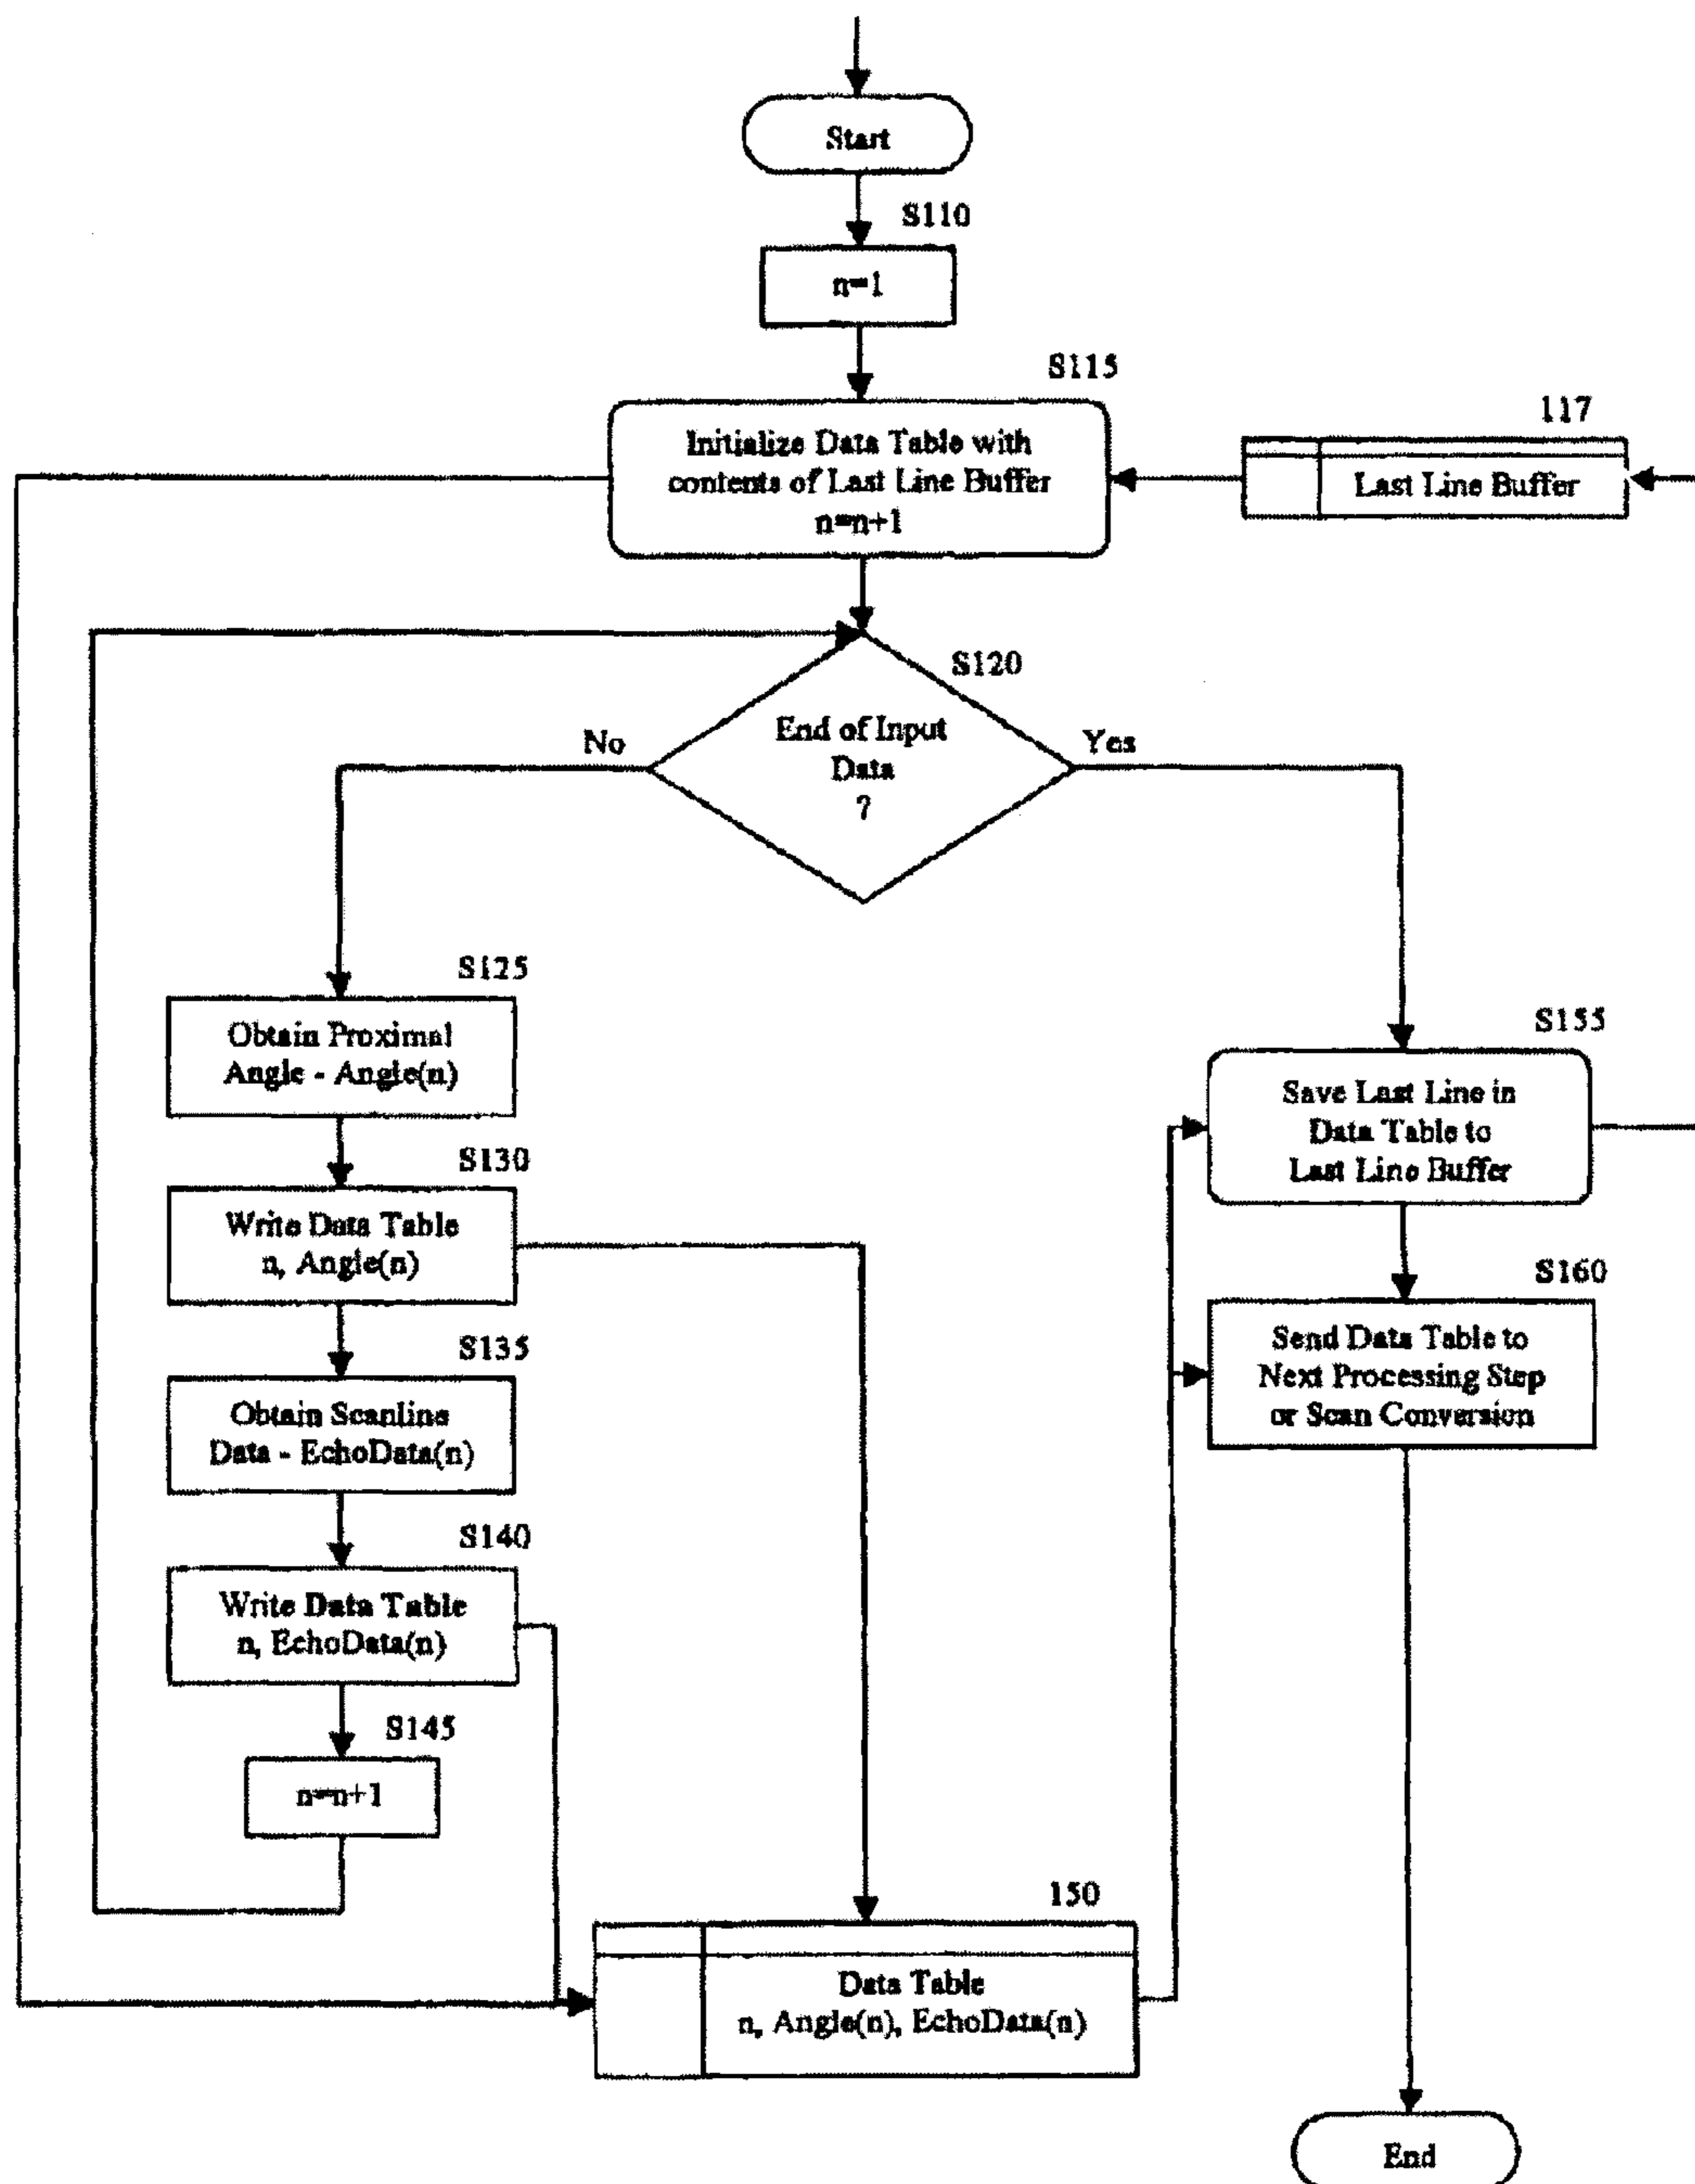 Start
S110
n=1
S115
Initialize Data Table with
contents of Last Line Buffer
n=n+1
117
Last Line Buffer
S120
End of Input
Data
?
No
Yes
S125
Obtain Proximal
Angle - Angle(n)
S130
Write Data Table
n, Angle(n)
S135
Obtain Scanline
Data - EchoData(n)
S140
Write Data Table
n, EchoData(n)
S145
n=n+1
150
Data Table
n, Angle(n), EchoData(n)
S155
Save Last Line in
Data Table to
Last Line Buffer
S160
Send Data Table to
Next Processing Step
or Scan Conversion
End